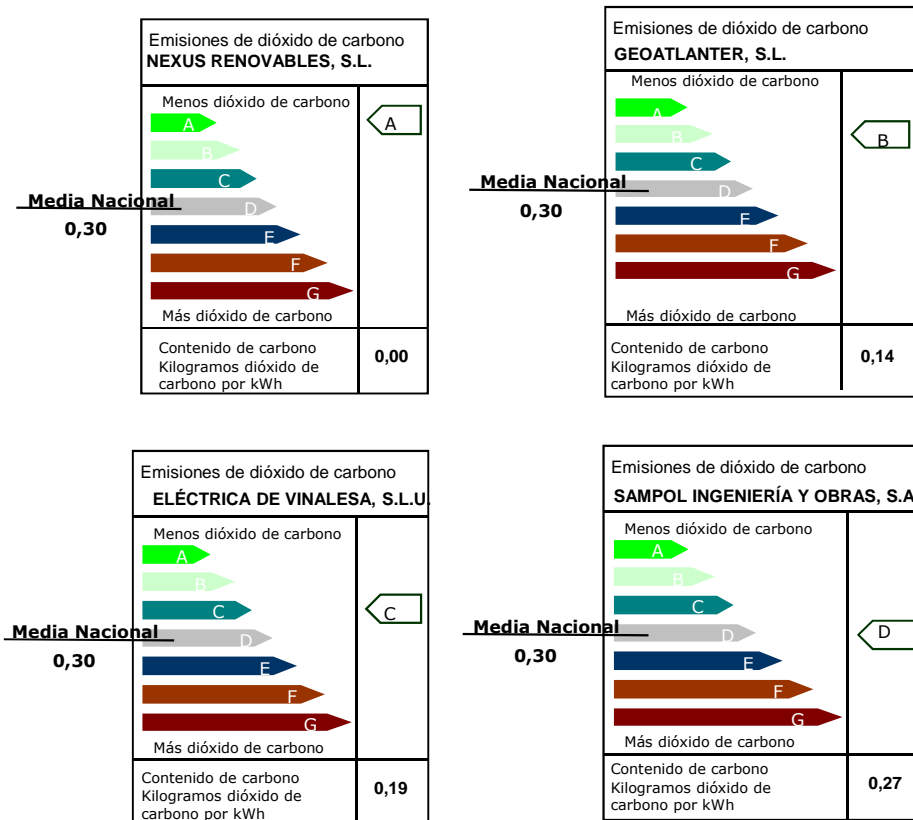 Emisiones de dióxido de carbono
NEXUS RENOVABLES, S.L.
Menos dióxido de carbono
A
A
B
C
Media Nacional
D
0,30
E
F
G
Más dióxido de carbono
Contenido de carbono
Kilogramos dióxido de
carbono por kWh
0,00
Emisiones de dióxido de carbono
GEOATLANTER, S.L.
Menos dióxido de carbono
A
B
B
C
Media Nacional
D
0,30
E
F
G
Más dióxido de carbono
Contenido de carbono
Kilogramos dióxido de
carbono por kWh
0,14
Emisiones de dióxido de carbono
ELÉCTRICA DE VINALESA, S.L.U.
Menos dióxido de carbono
A
B
C
C
Media Nacional
D
0,30
E
F
G
Más dióxido de carbono
Contenido de carbono
Kilogramos dióxido de
carbono por kWh
0,19
Emisiones de dióxido de carbono
SAMPOL INGENIERÍA Y OBRAS, S.A
Menos dióxido de carbono
A
B
C
Media Nacional
D
D
0,30
E
F
G
Más dióxido de carbono
Contenido de carbono
Kilogramos dióxido de
carbono por kWh
0,27